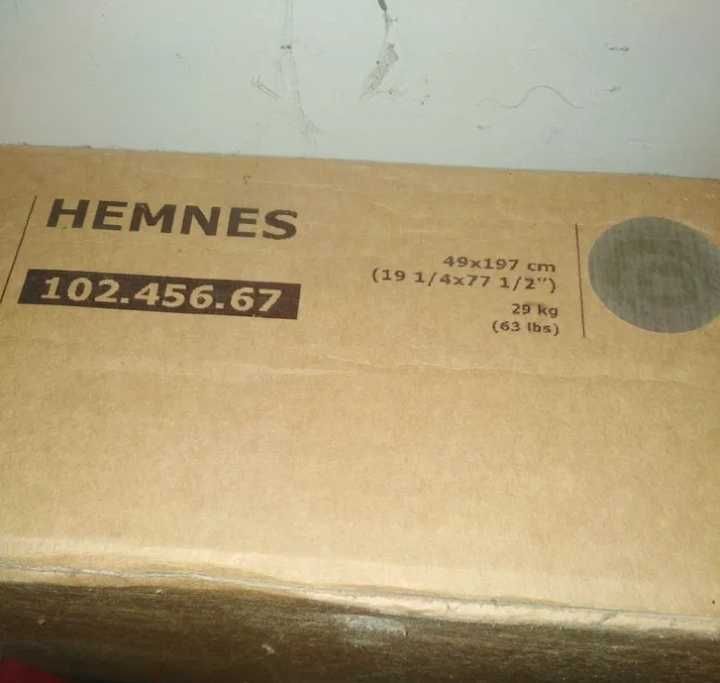 HEMNES
102.456.67
49x197 cm
(19 1/4x77 1/2")
29 kg
(63 lbs)